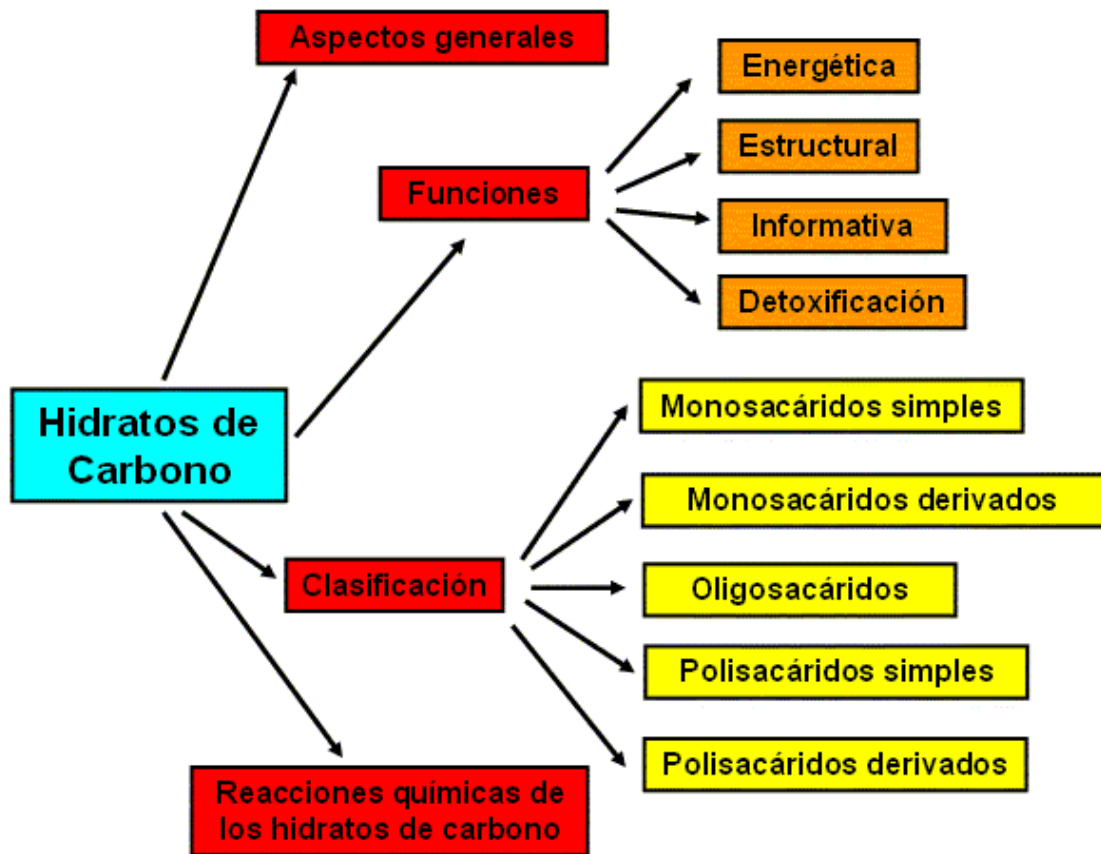 Aspectos generales
Funciones
Energética
Estructural
Informativa
Detoxificación
Hidratos de
Carbono
Clasificación
Monosacáridos simples
Monosacáridos derivados
Oligosacáridos
Polisacáridos simples
Polisacáridos derivados
Reacciones químicas de
los hidratos de carbono